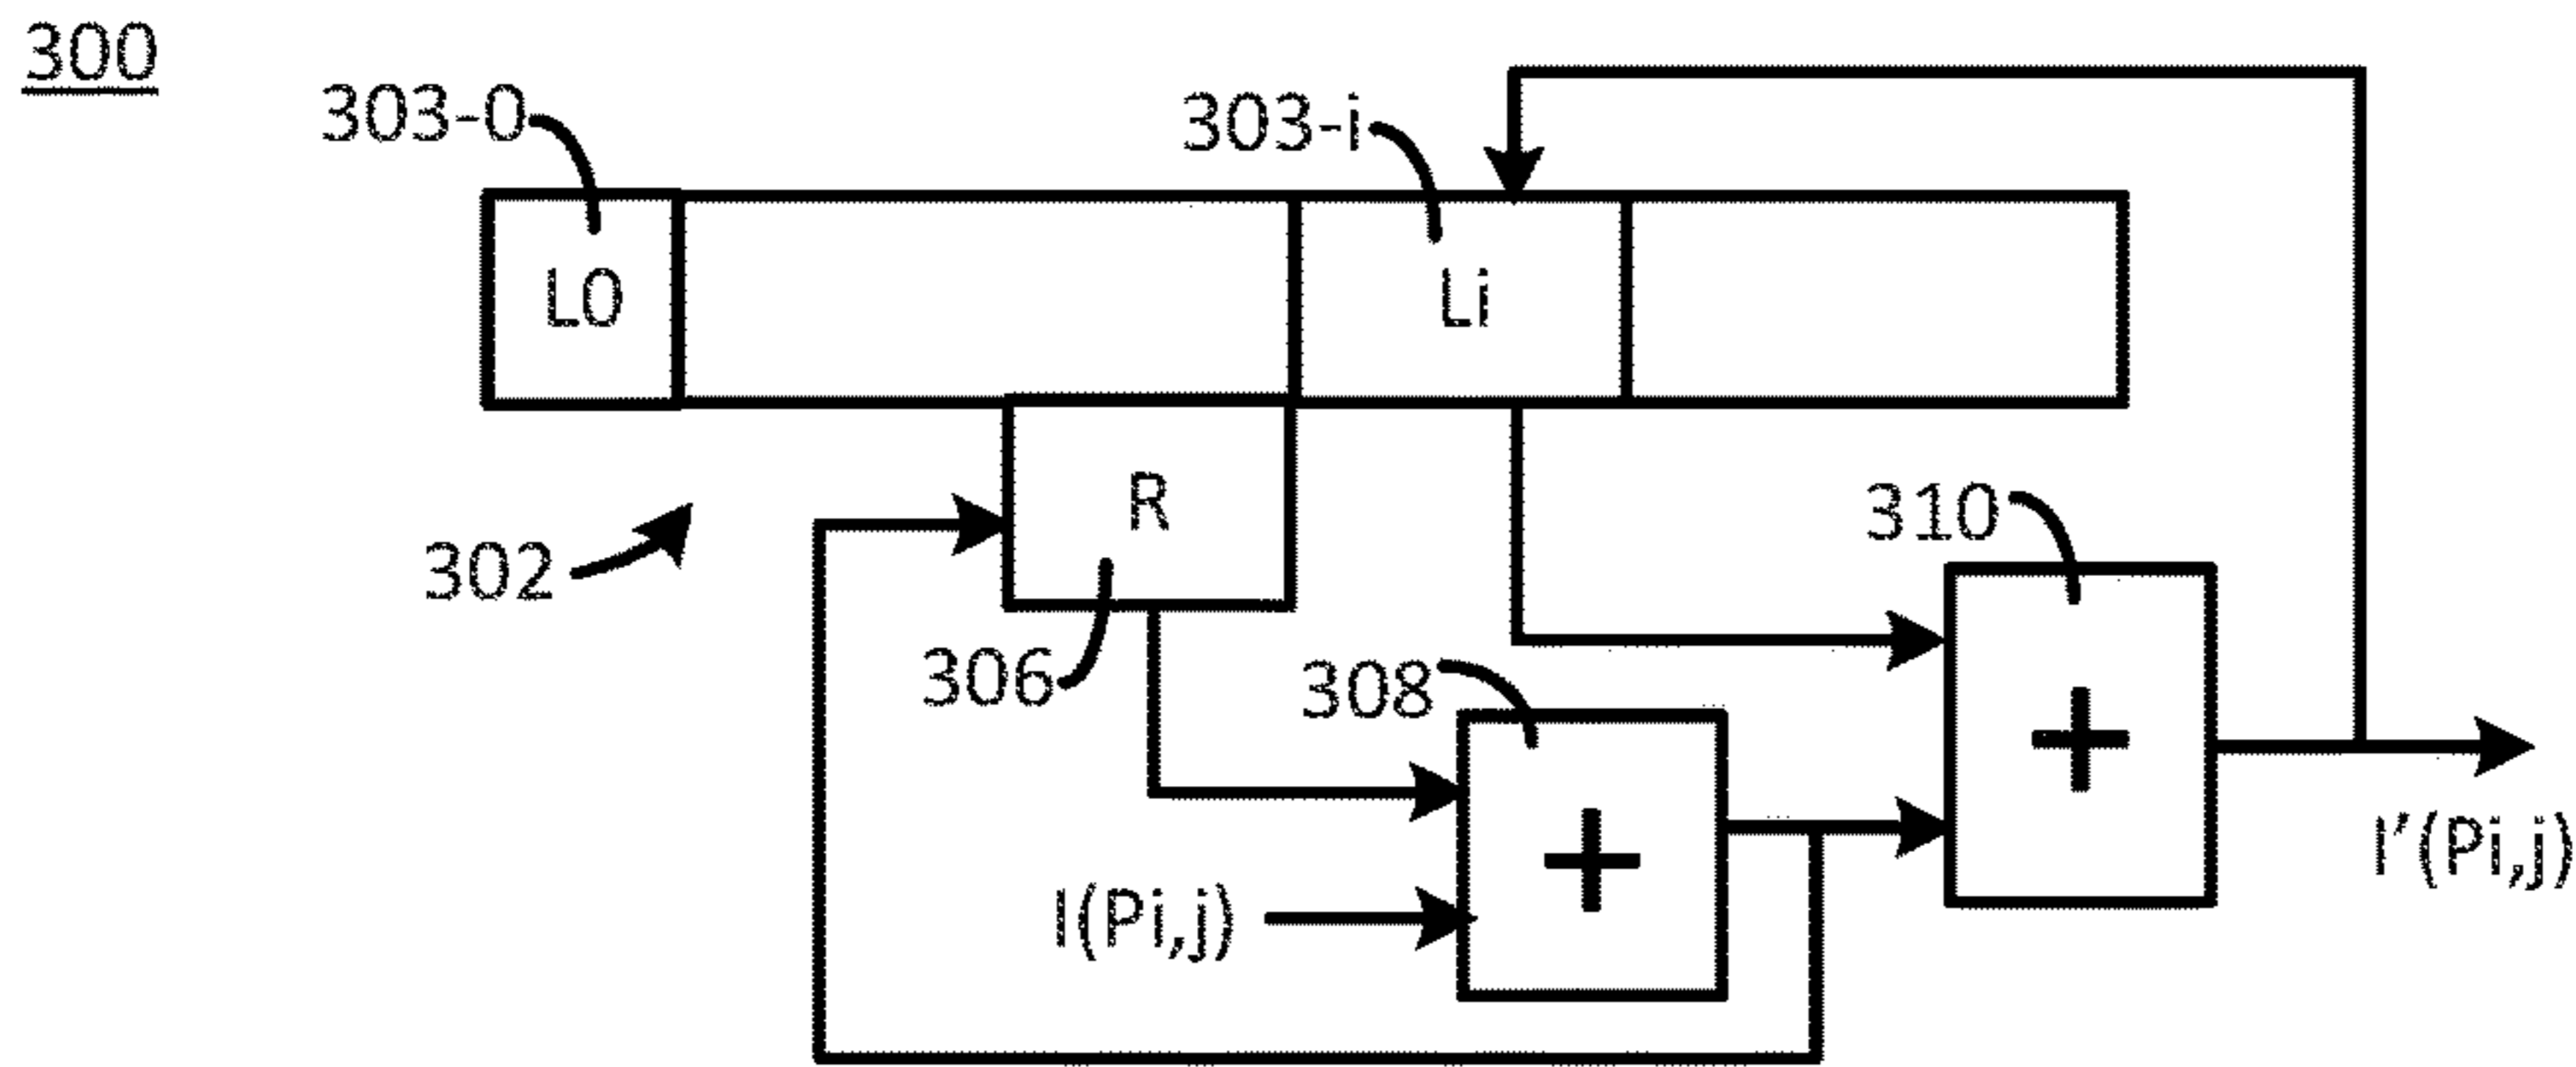 300
303-0
303-i
L0
Li
R
302
306
308
310
+
+
I(Pi,j)
I’(Pi,j)